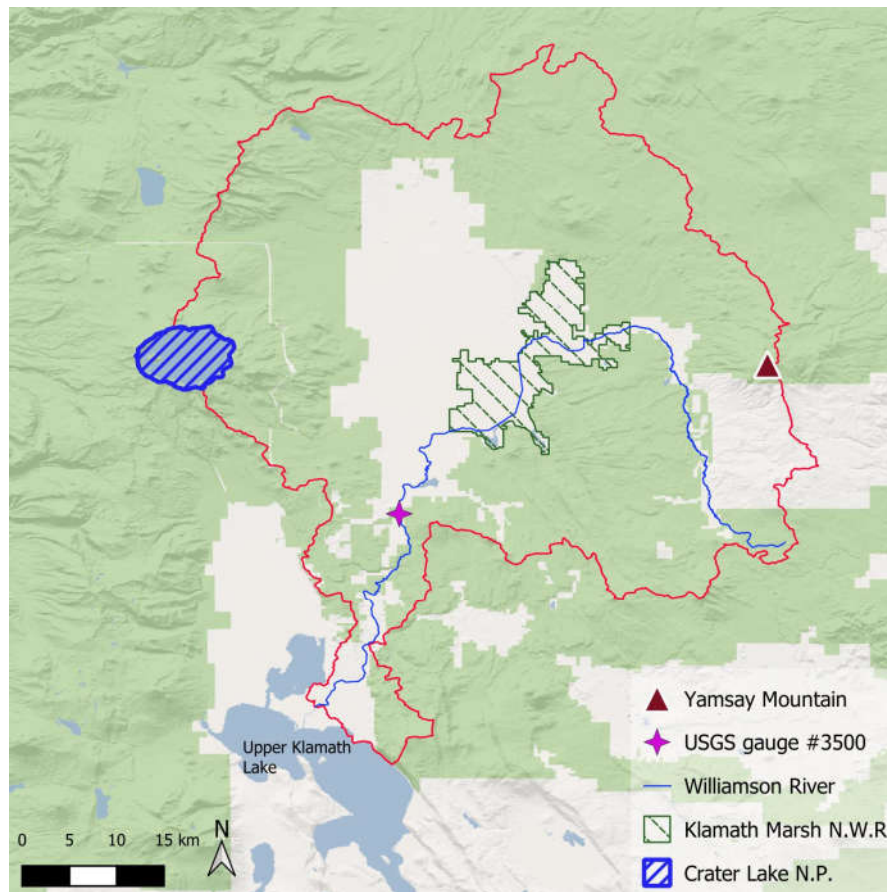 Upper Klamath
Lake
0 5 10 15 km
N
Yamsay Mountain
USGS gauge #3500
Williamson River
Klamath Marsh N.W.R
Crater Lake N.P.